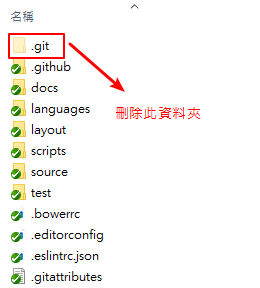 名稱
.git
.github
docs
刪除此資料夾
languages
layout
scripts
source
test
.bowerrc
.editorconfig
.eslintrc.json
.gitattributes